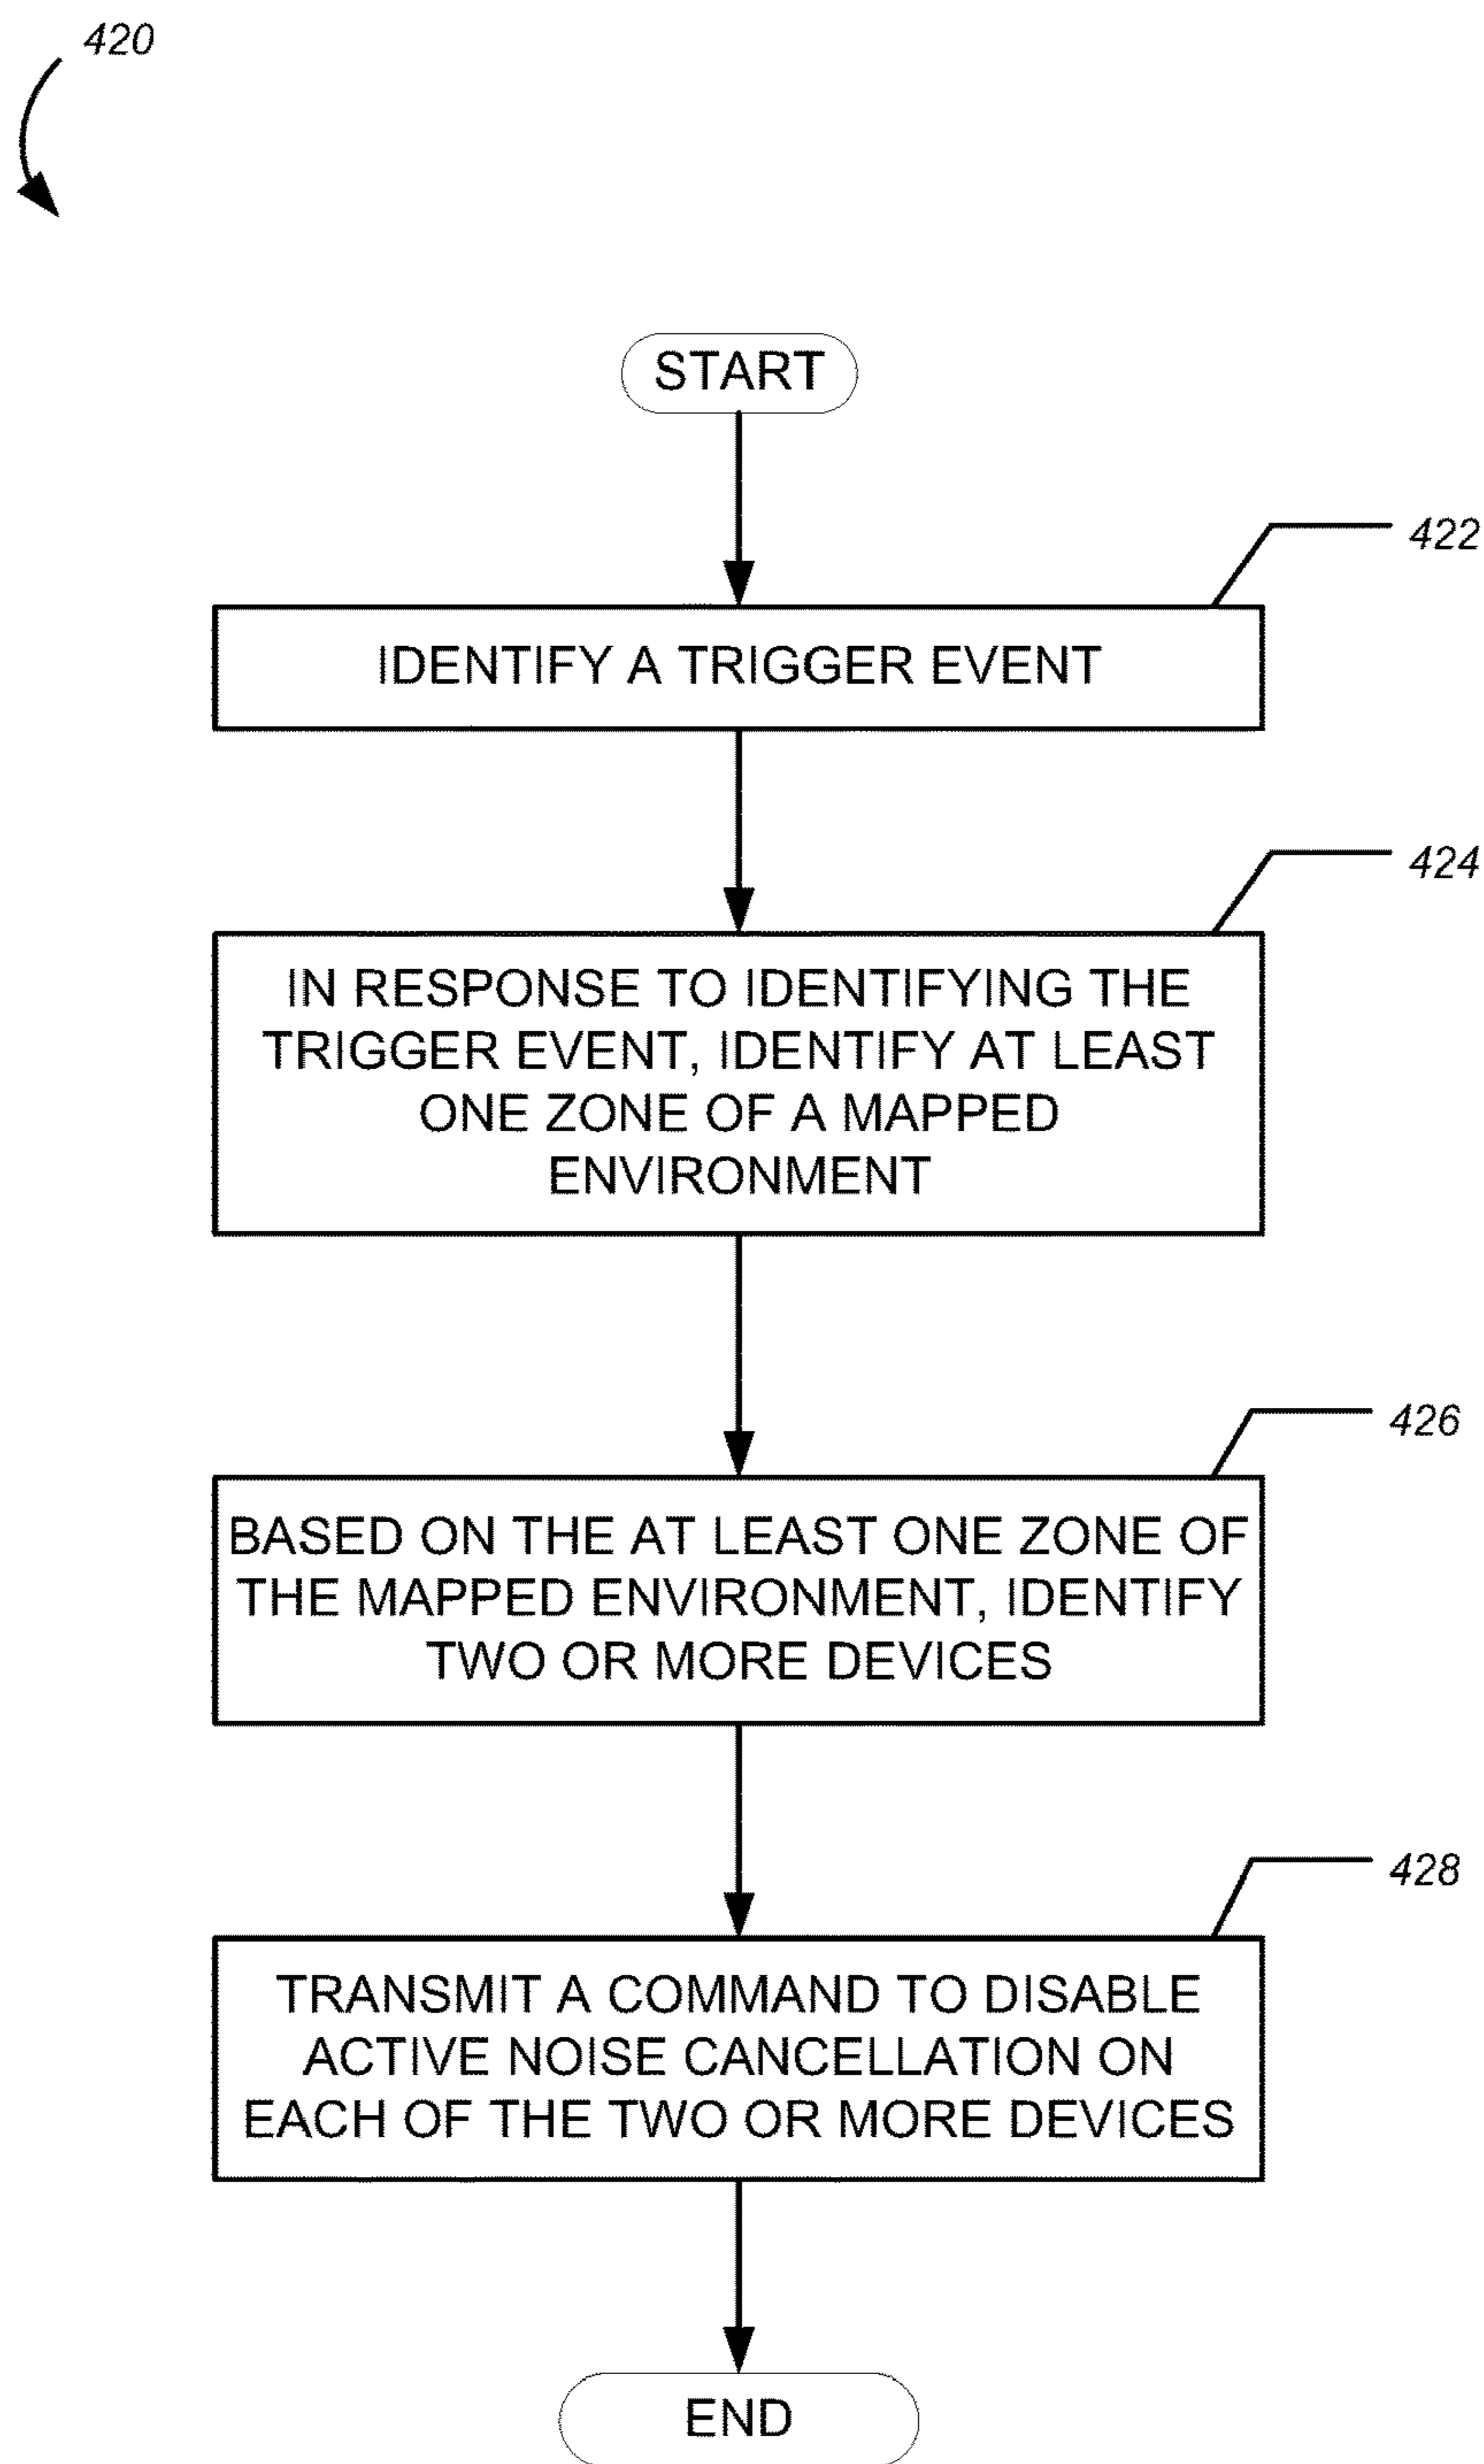 420
START
422
IDENTIFY A TRIGGER EVENT
424
IN RESPONSE TO IDENTIFYING THE
TRIGGER EVENT, IDENTIFY AT LEAST
ONE ZONE OF A MAPPED
ENVIRONMENT
426
BASED ON THE AT LEAST ONE ZONE OF
THE MAPPED ENVIRONMENT, IDENTIFY
TWO OR MORE DEVICES
428
TRANSMIT A COMMAND TO DISABLE
ACTIVE NOISE CANCELLATION ON
EACH OF THE TWO OR MORE DEVICES
END